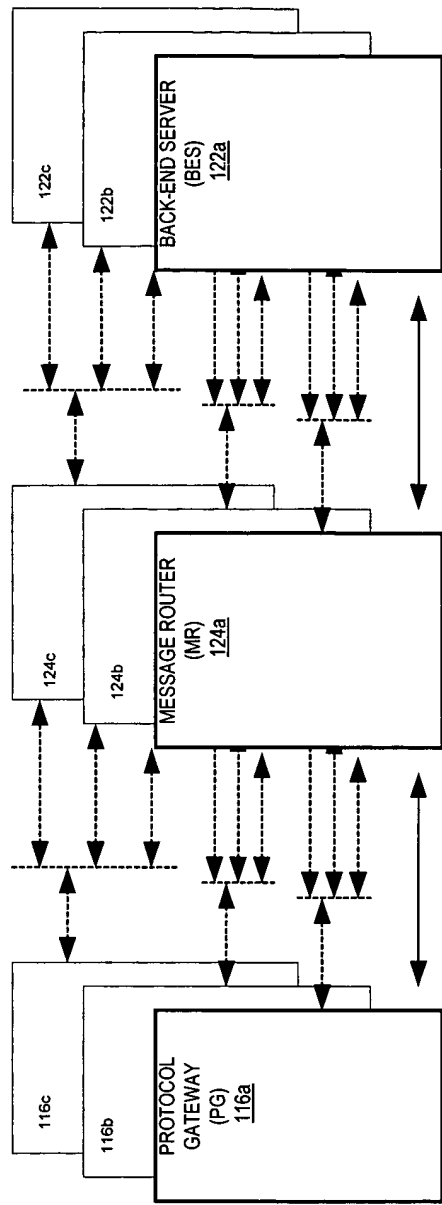 116c
116b
PROTOCOL
GATEWAY
(PG)
116a
124c
124b
MESSAGE ROUTER
(MR)
124a
122c
122b
BACK-END SERVER
(BES)
122a